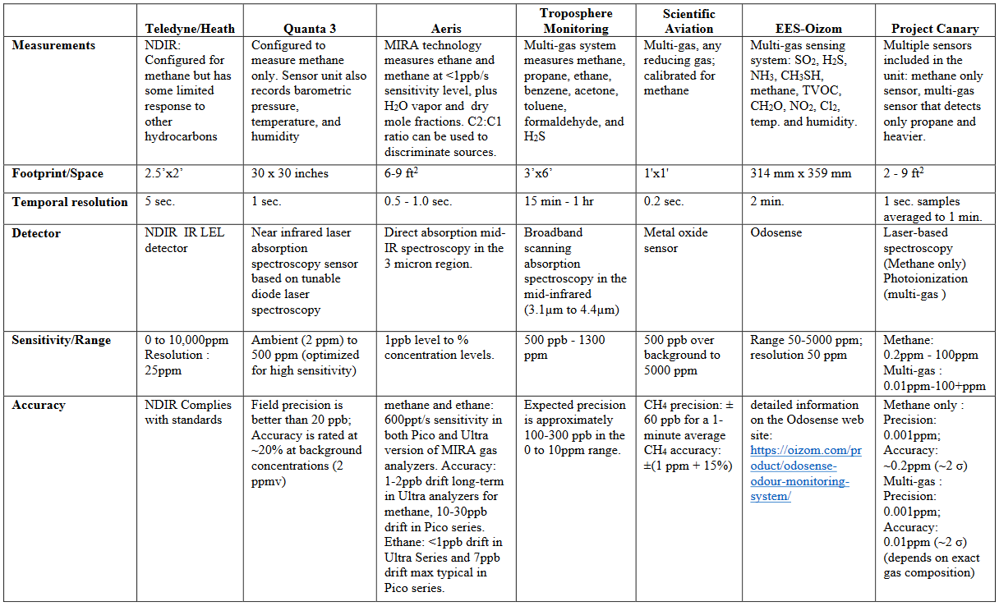 Teledyne/Heath
Quanta 3
Aeris
Troposphere
Monitoring
Scientific
Aviation
EES-Oizom
Project Canary
Measurements
NDIR:
Configured for
methane but has
some limited
response to
other
hydrocarbons
Configured to
measure methane
only. Sensor unit also
records barometric
pressure,
temperature, and
humidity
MIRA technology
measures ethane and
methane at <1ppb/s
sensitivity level, plus
H2O vapor and dry
mole fractions. C2:C1
ratio can be used to
discriminate sources.
Multi-gas system
measures methane,
propane, ethane,
benzene, acetone,
toluene,
formaldehyde, and
H2S
Multi-gas, any
reducing gas;
calibrated for
methane
Multi-gas sensing
system: SO2, H2S,
NH3, CH3SH,
methane, TVOC,
CH2O, NO2, Cl2,
temp. and humidity.
Multiple sensors
included in the
unit: methane only
sensor, multi-gas
sensor that detects
only propane and
heavier.
Footprint/Space
2.5’x2’
30 x 30 inches
6-9 ft2
3’x6’
1'x1'
314 mm x 359 mm
2 - 9 ft2
Temporal resolution
5 sec.
1 sec.
0.5 - 1.0 sec.
15 min - 1 hr
0.2 sec.
2 min.
1 sec. samples
averaged to 1 min.
Detector
NDIR IR LEL
detector
Near infrared laser
absorption
spectroscopy sensor
based on tunable
diode laser
spectroscopy
Direct absorption mid-
IR spectroscopy in the
3 micron region.
Broadband
scanning
absorption
spectroscopy in the
mid-infrared
(3.1µm to 4.4µm)
Metal oxide
sensor
Odosense
Laser-based
spectroscopy
(Methane only)
Photoionization
(multi-gas )
Sensitivity/Range
0 to 10,000ppm
Resolution :
25ppm
Ambient (2 ppm) to
500 ppm (optimized
for high sensitivity)
1ppb level to %
concentration levels.
500 ppb - 1300
ppm
500 ppb over
background to
5000 ppm
Range 50-5000 ppm;
resolution 50 ppm
Methane:
0.2ppm - 100ppm
Multi-gas :
0.01ppm-100+ppm
Accuracy
NDIR Complies
with standards
Field precision is
better than 20 ppb;
Accuracy is rated at
~20% at background
concentrations (2
ppmv)
methane and ethane:
600ppt/s sensitivity in
both Pico and Ultra
version of MIRA gas
analyzers. Accuracy:
1-2ppb drift long-term
in Ultra analyzers for
methane, 10-30ppb
drift in Pico series.
Ethane: <1ppb drift in
Ultra Series and 7ppb
drift max typical in
Pico series.
Expected precision
is approximately
100-300 ppb in the
0 to 10ppm range.
CH4 precision: ±
60 ppb for a 1-
minute average
CH4 accuracy:
±(1 ppm + 15%)
detailed information
on the Odosense web
site:
https://oizom.com/pr
oduct/odosense-
odour-monitoring-
system/
Methane only :
Precision:
0.001ppm;
Accuracy:
~0.2ppm (~2 σ)
Multi-gas :
Precision:
0.001ppm;
Accuracy:
0.01ppm (~2 σ)
(depends on exact
gas composition)